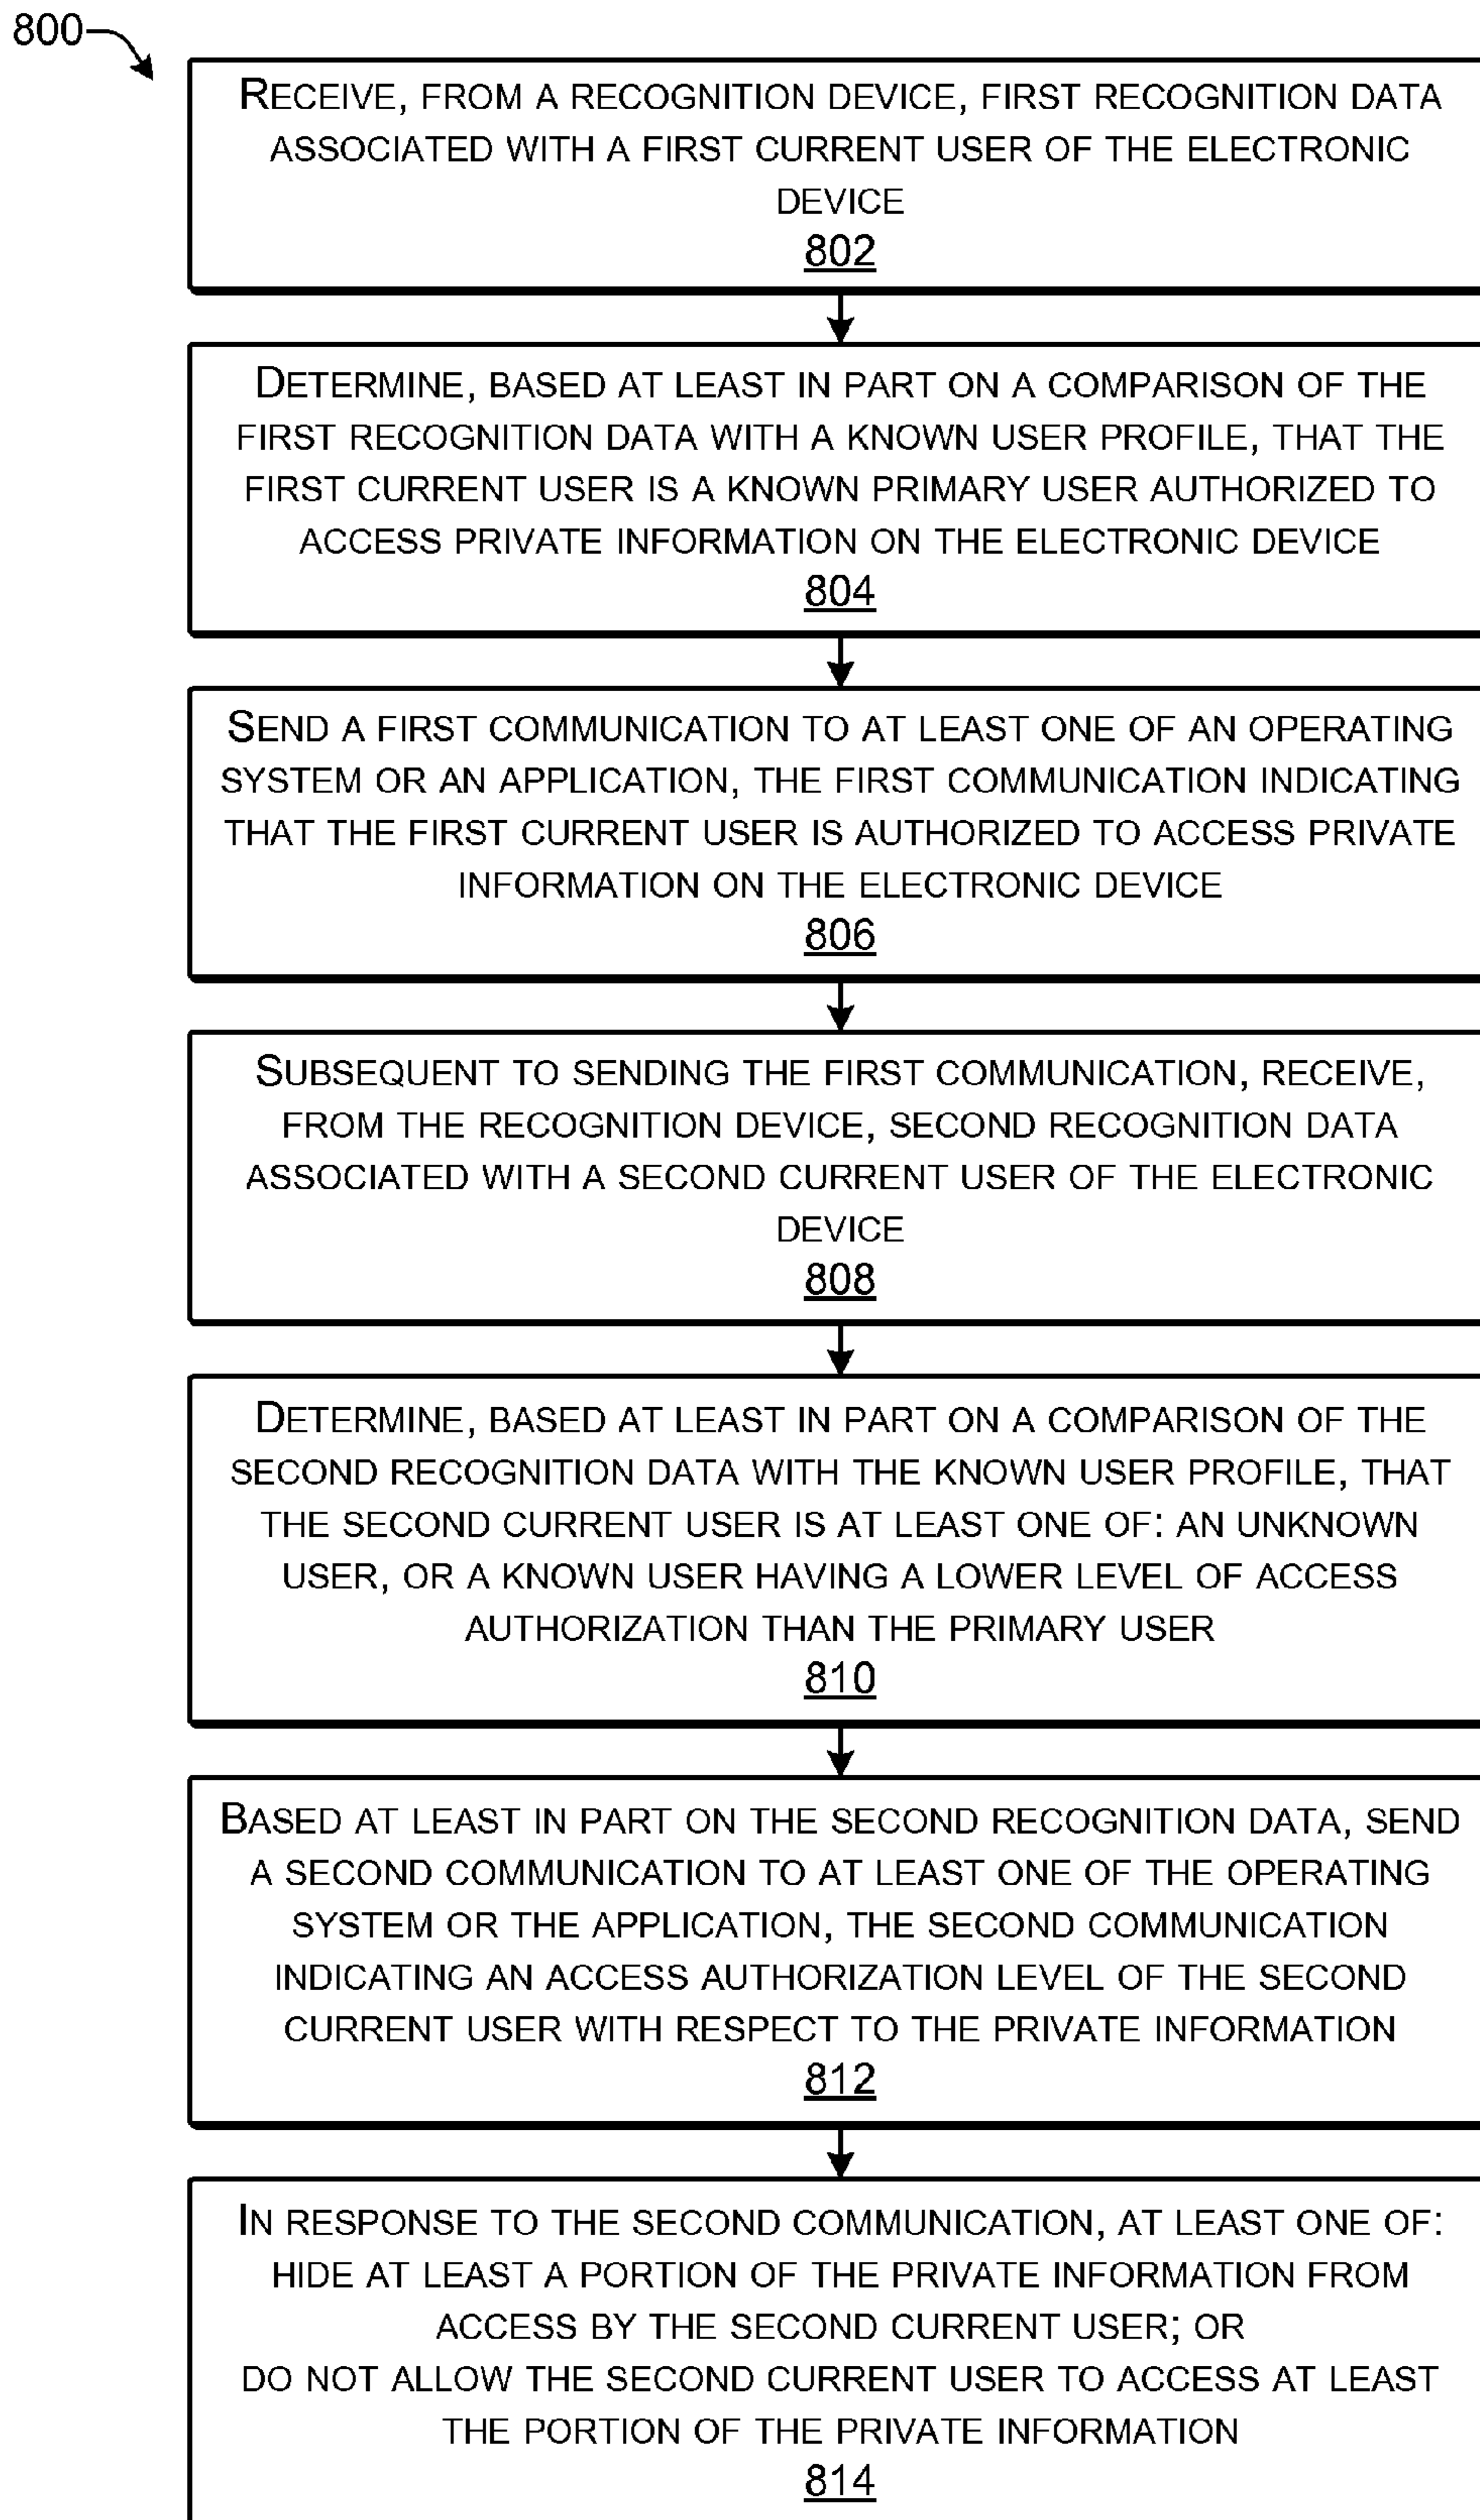 800
RECEIVE, FROM A RECOGNITION DEVICE, FIRST RECOGNITION DATA
ASSOCIATED WITH A FIRST CURRENT USER OF THE ELECTRONIC
DEVICE
802
DETERMINE, BASED AT LEAST IN PART ON A COMPARISON OF THE
FIRST RECOGNITION DATA WITH A KNOWN USER PROFILE, THAT THE
FIRST CURRENT USER IS A KNOWN PRIMARY USER AUTHORIZED TO
ACCESS PRIVATE INFORMATION ON THE ELECTRONIC DEVICE
804
SEND A FIRST COMMUNICATION TO AT LEAST ONE OF AN OPERATING
SYSTEM OR AN APPLICATION, THE FIRST COMMUNICATION INDICATING
THAT THE FIRST CURRENT USER IS AUTHORIZED TO ACCESS PRIVATE
INFORMATION ON THE ELECTRONIC DEVICE
806
SUBSEQUENT TO SENDING THE FIRST COMMUNICATION, RECEIVE,
FROM THE RECOGNITION DEVICE, SECOND RECOGNITION DATA
ASSOCIATED WITH A SECOND CURRENT USER OF THE ELECTRONIC
DEVICE
808
DETERMINE, BASED AT LEAST IN PART ON A COMPARISON OF THE
SECOND RECOGNITION DATA WITH THE KNOWN USER PROFILE, THAT
THE SECOND CURRENT USER IS AT LEAST ONE OF: AN UNKNOWN
USER, OR A KNOWN USER HAVING A LOWER LEVEL OF ACCESS
AUTHORIZATION THAN THE PRIMARY USER
810
BASED AT LEAST IN PART ON THE SECOND RECOGNITION DATA, SEND
A SECOND COMMUNICATION TO AT LEAST ONE OF THE OPERATING
SYSTEM OR THE APPLICATION, THE SECOND COMMUNICATION
INDICATING AN ACCESS AUTHORIZATION LEVEL OF THE SECOND
CURRENT USER WITH RESPECT TO THE PRIVATE INFORMATION
812
IN RESPONSE TO THE SECOND COMMUNICATION, AT LEAST ONE OF:
HIDE AT LEAST A PORTION OF THE PRIVATE INFORMATION FROM
ACCESS BY THE SECOND CURRENT USER; OR
DO NOT ALLOW THE SECOND CURRENT USER TO ACCESS AT LEAST
THE PORTION OF THE PRIVATE INFORMATION
814